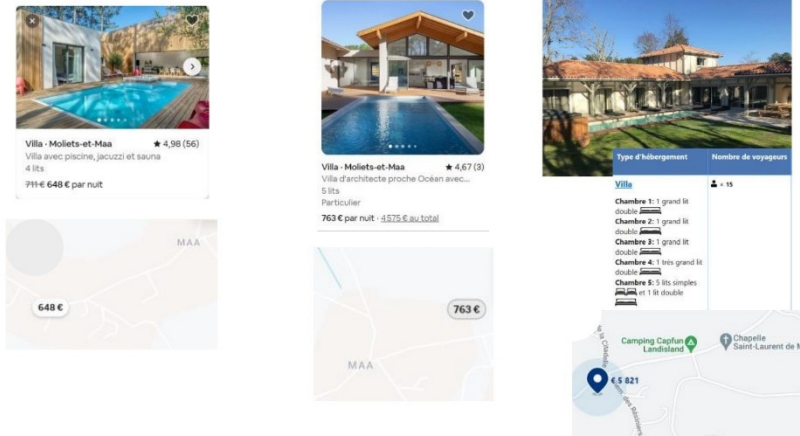 Villa · Moliets-et-Maa ★ 4,98 (56)
Villa avec piscine, jacuzzi et sauna
4 lits
711 € 648 € par nuit
MAA
648 €
Villa · Moliets-et-Maa ★ 4,67 (3)
Villa d'architecte proche Océan avec...
5 lits
Particulier
763 € par nuit · 4 575 € au total
763 €
MAA
Type d'hébergement Nombre de voyageurs
Villa × 15
Chambre 1: 1 grand lit
double
Chambre 2: 1 grand lit
double
Chambre 3: 1 grand lit
double
Chambre 4: 1 très grand lit
double
Chambre 5: 5 lits simples
et 1 lit double
Camping Capfun
Landisland
Chapelle
Saint-Laurent de M
€ 5 821
des Résiniers